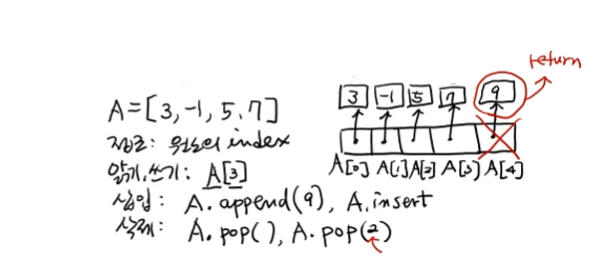 return
3 -1 5 7 9
A=[3,-1,5,7]
접근: 원소의 index
A[0] A[1] A[2] A[3] A[4]
읽기,쓰기: A[3]
삽입: A.append(9), A.insert
삭제: A.pop(), A.pop(2)